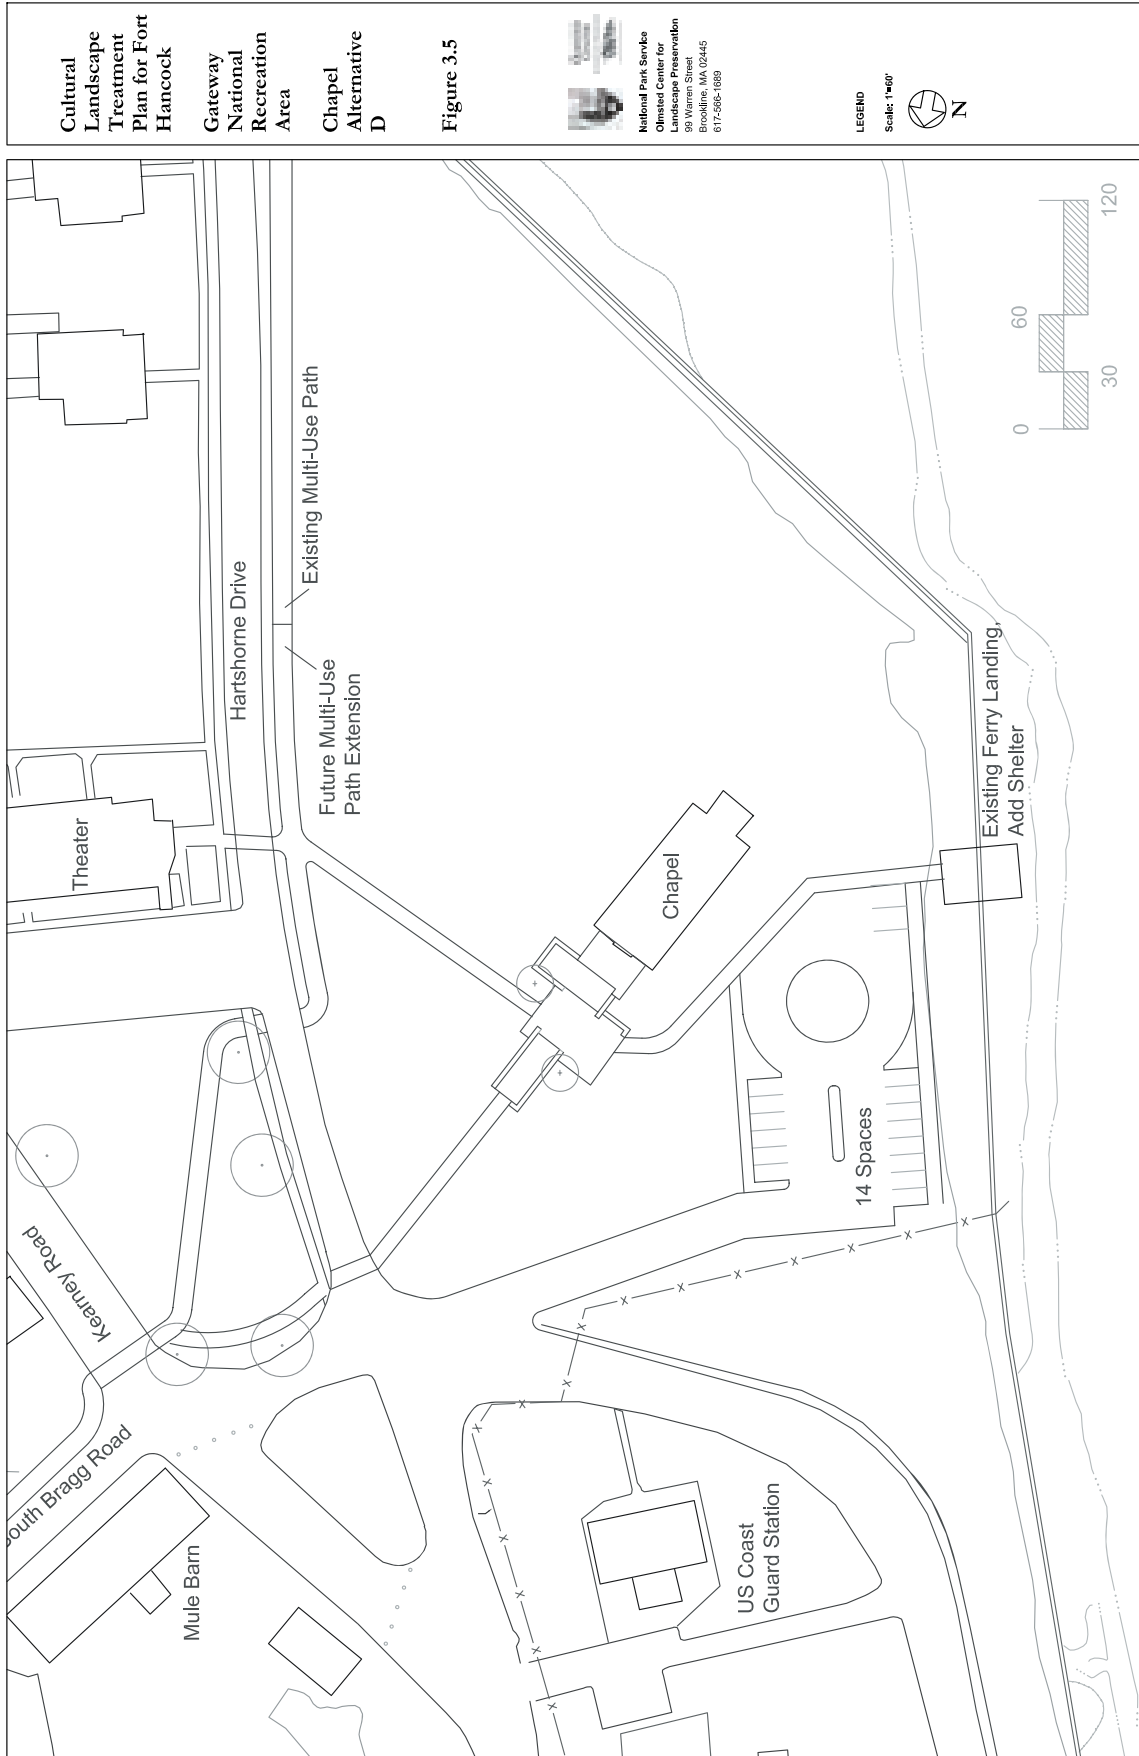 Cultural
Landscape
Treatment
Plan for Fort
Hancock
Gateway
National
Recreation
Area
Chapel
Alternative
D
Figure 3.5
National Park Service
Olmsted Center for
Landscape Preservation
99 Warren Street
Brookline, MA 02445
617-566-1689
LEGEND
Scale: 1"=60'
N
Theater
Hartshorne Drive
Existing Multi-Use Path
Future Multi-Use
Path Extension
Kearney Road
South Bragg Road
Mule Barn
Chapel
14 Spaces
US Coast
Guard Station
Existing Ferry Landing,
Add Shelter
0
30
60
120